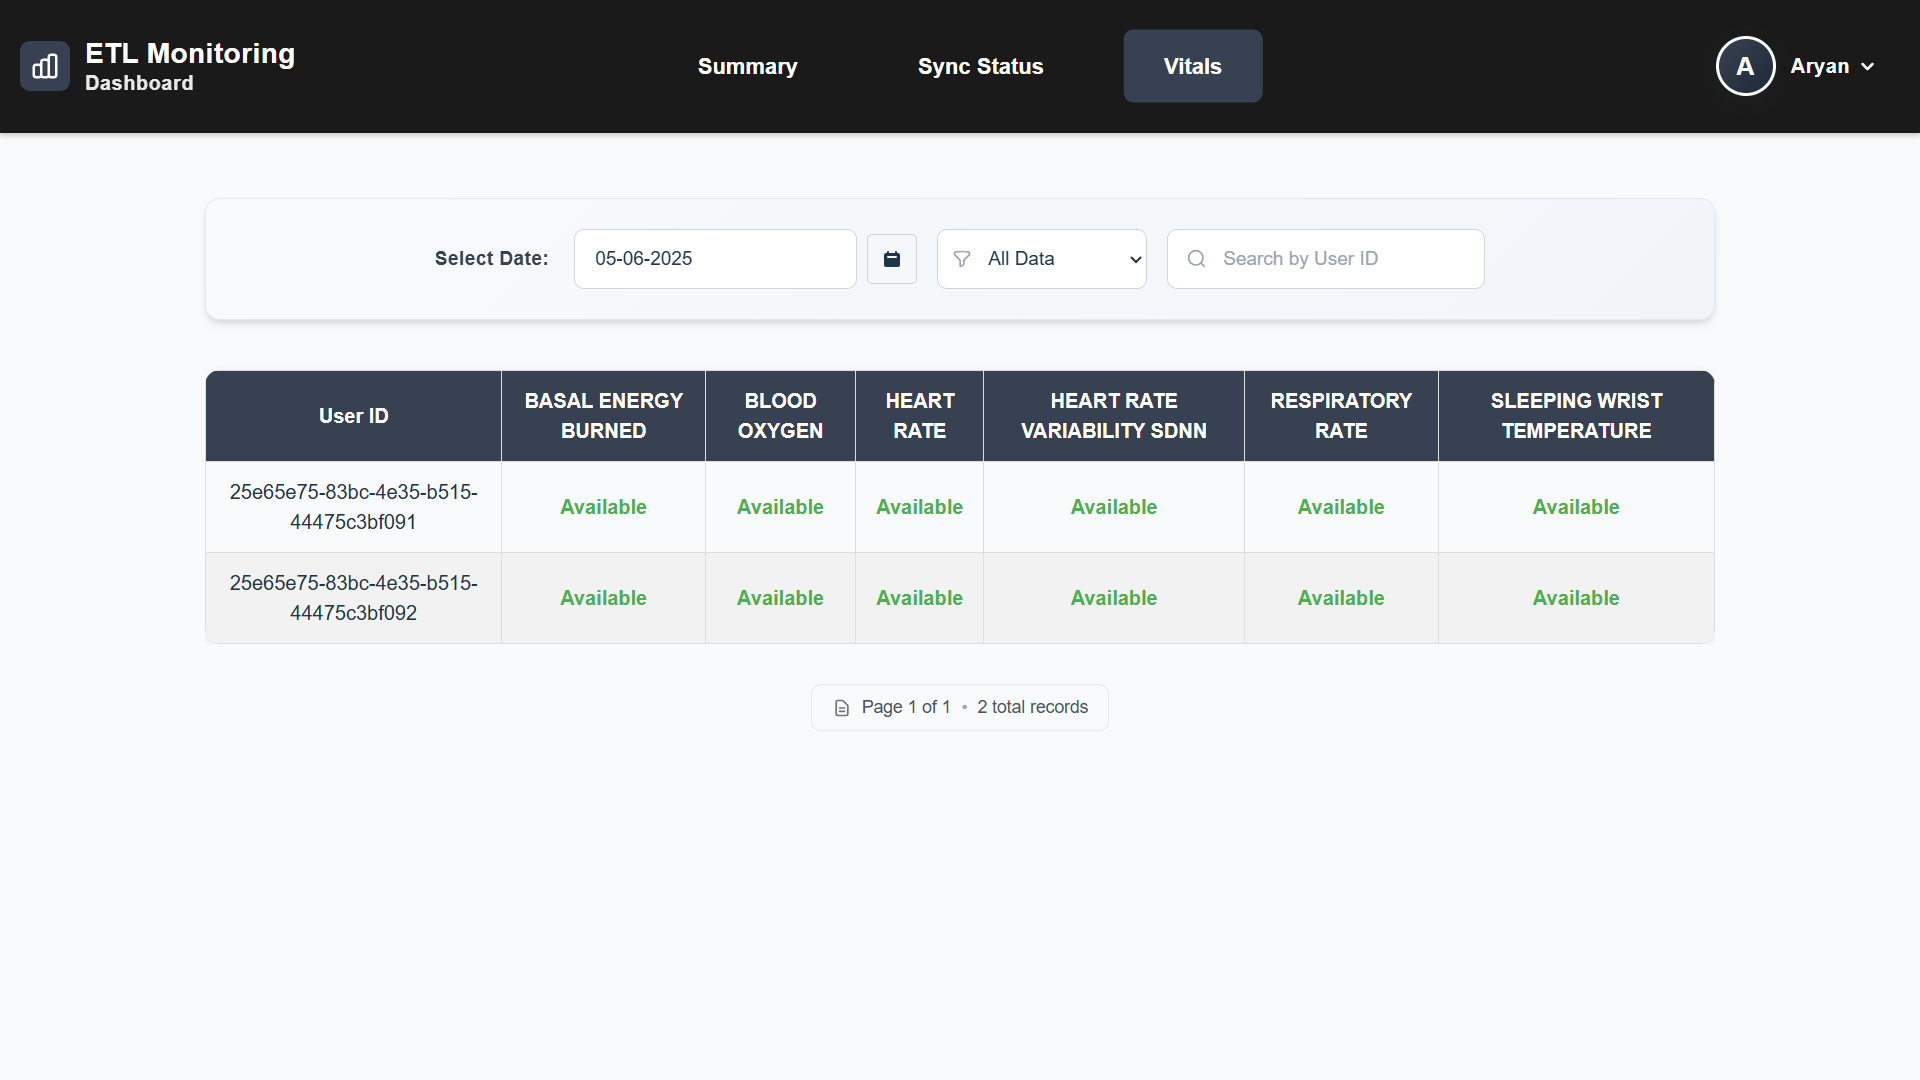 ETL Monitoring
Dashboard
Summary
Sync Status
Vitals
A
Aryan
Select Date:
05-06-2025
All Data
Search by User ID
User ID
BASAL ENERGY
BURNED
BLOOD
OXYGEN
HEART
RATE
HEART RATE
VARIABILITY SDNN
RESPIRATORY
RATE
SLEEPING WRIST
TEMPERATURE
25e65e75-83bc-4e35-b515-
44475c3bf091
Available
Available
Available
Available
Available
Available
25e65e75-83bc-4e35-b515-
44475c3bf092
Available
Available
Available
Available
Available
Available
Page 1 of 1 • 2 total records